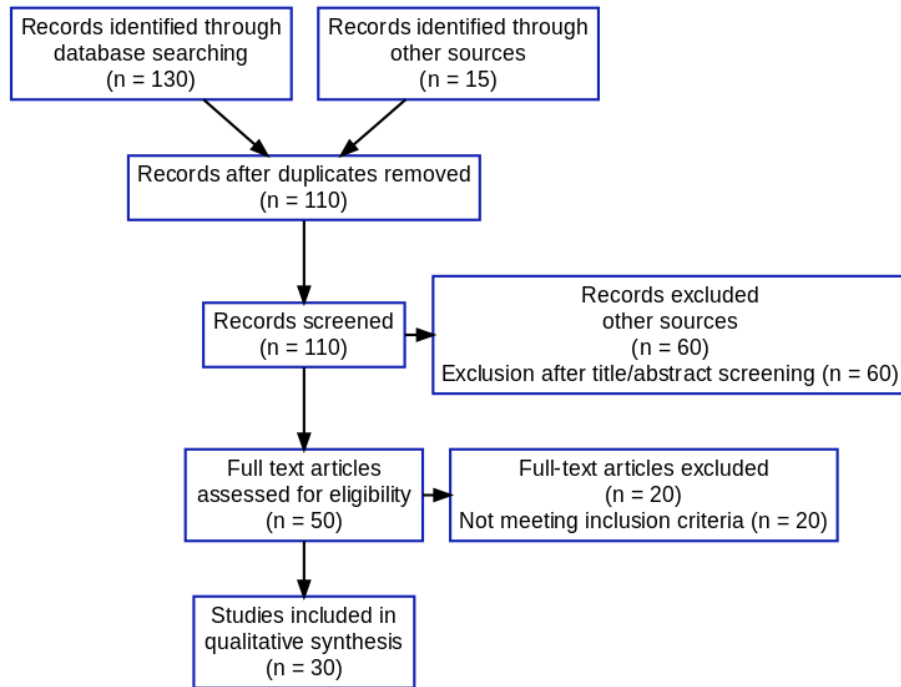 Records identified through
database searching
(n = 130)
Records identified through
other sources
(n = 15)
Records after duplicates removed
(n = 110)
Records screened
(n = 110)
Records excluded
other sources
(n = 60)
Exclusion after title/abstract screening (n = 60)
Full text articles
assessed for eligibility
(n = 50)
Full-text articles excluded
(n = 20)
Not meeting inclusion criteria (n = 20)
Studies included in
qualitative synthesis
(n = 30)